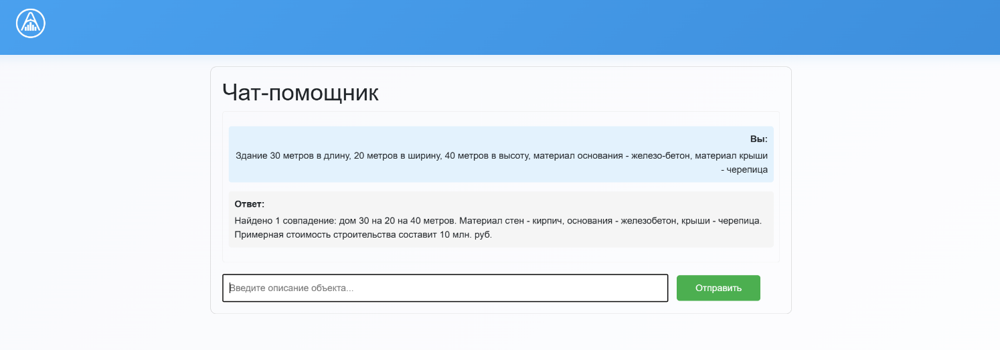 Чат-помощник
Вы:
Здание 30 метров в длину, 20 метров в ширину, 40 метров в высоту, материал основания - железо-бетон, материал крыши
- черепица
Ответ:
Найдено 1 совпадение: дом 30 на 20 на 40 метров. Материал стен - кирпич, основания - железобетон, крыши - черепица.
Примерная стоимость строительства составит 10 млн. руб.
Введите описание объекта...
Отправить